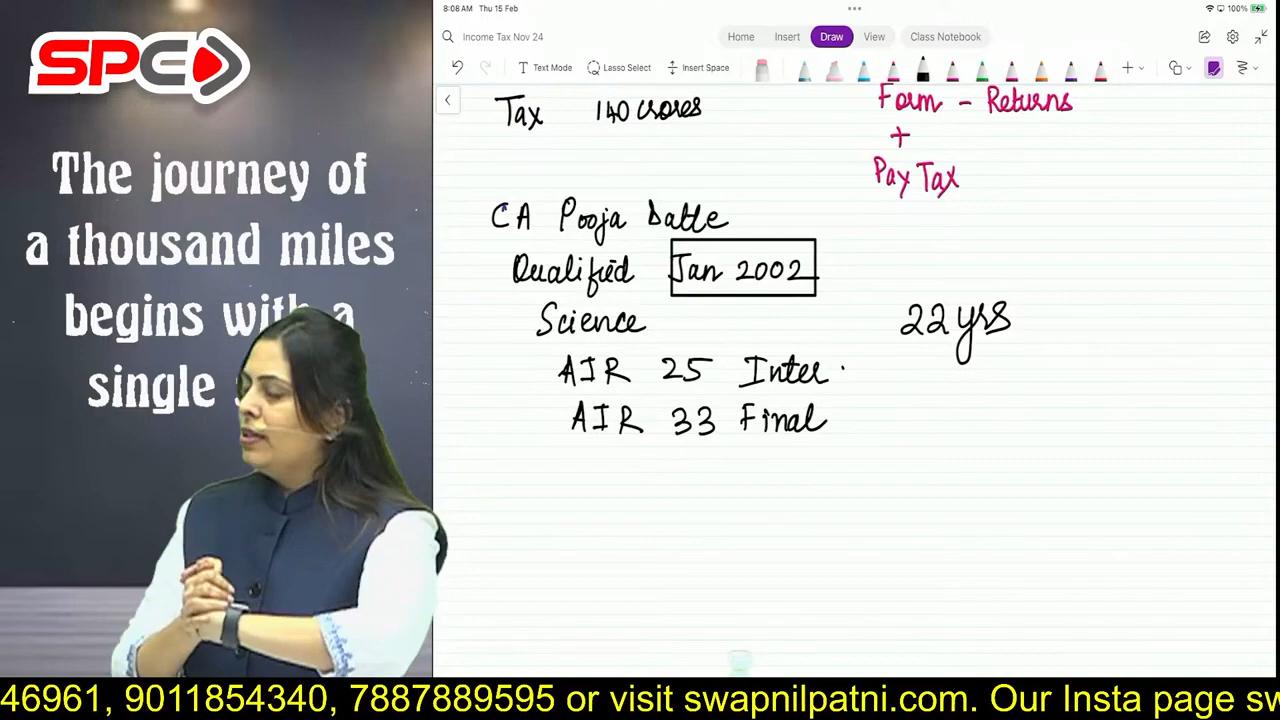 8:08 AM Thu 15 Feb
100%
SPE
Income Tax Nov 24
Home Insert Draw View Class Notebook
Text Mode Lasso Select Insert Space
The journey of
a thousand miles
begins with a
single
Tax 140 crores
Form - Returns
+
Pay Tax
CA Pooja Datte
Qualified Jan 2002
Science 22 yrs
AIR 25 Inter
AIR 33 Final
46961, 9011854340, 7887889595 or visit swapnilpatni.com. Our Insta page sw